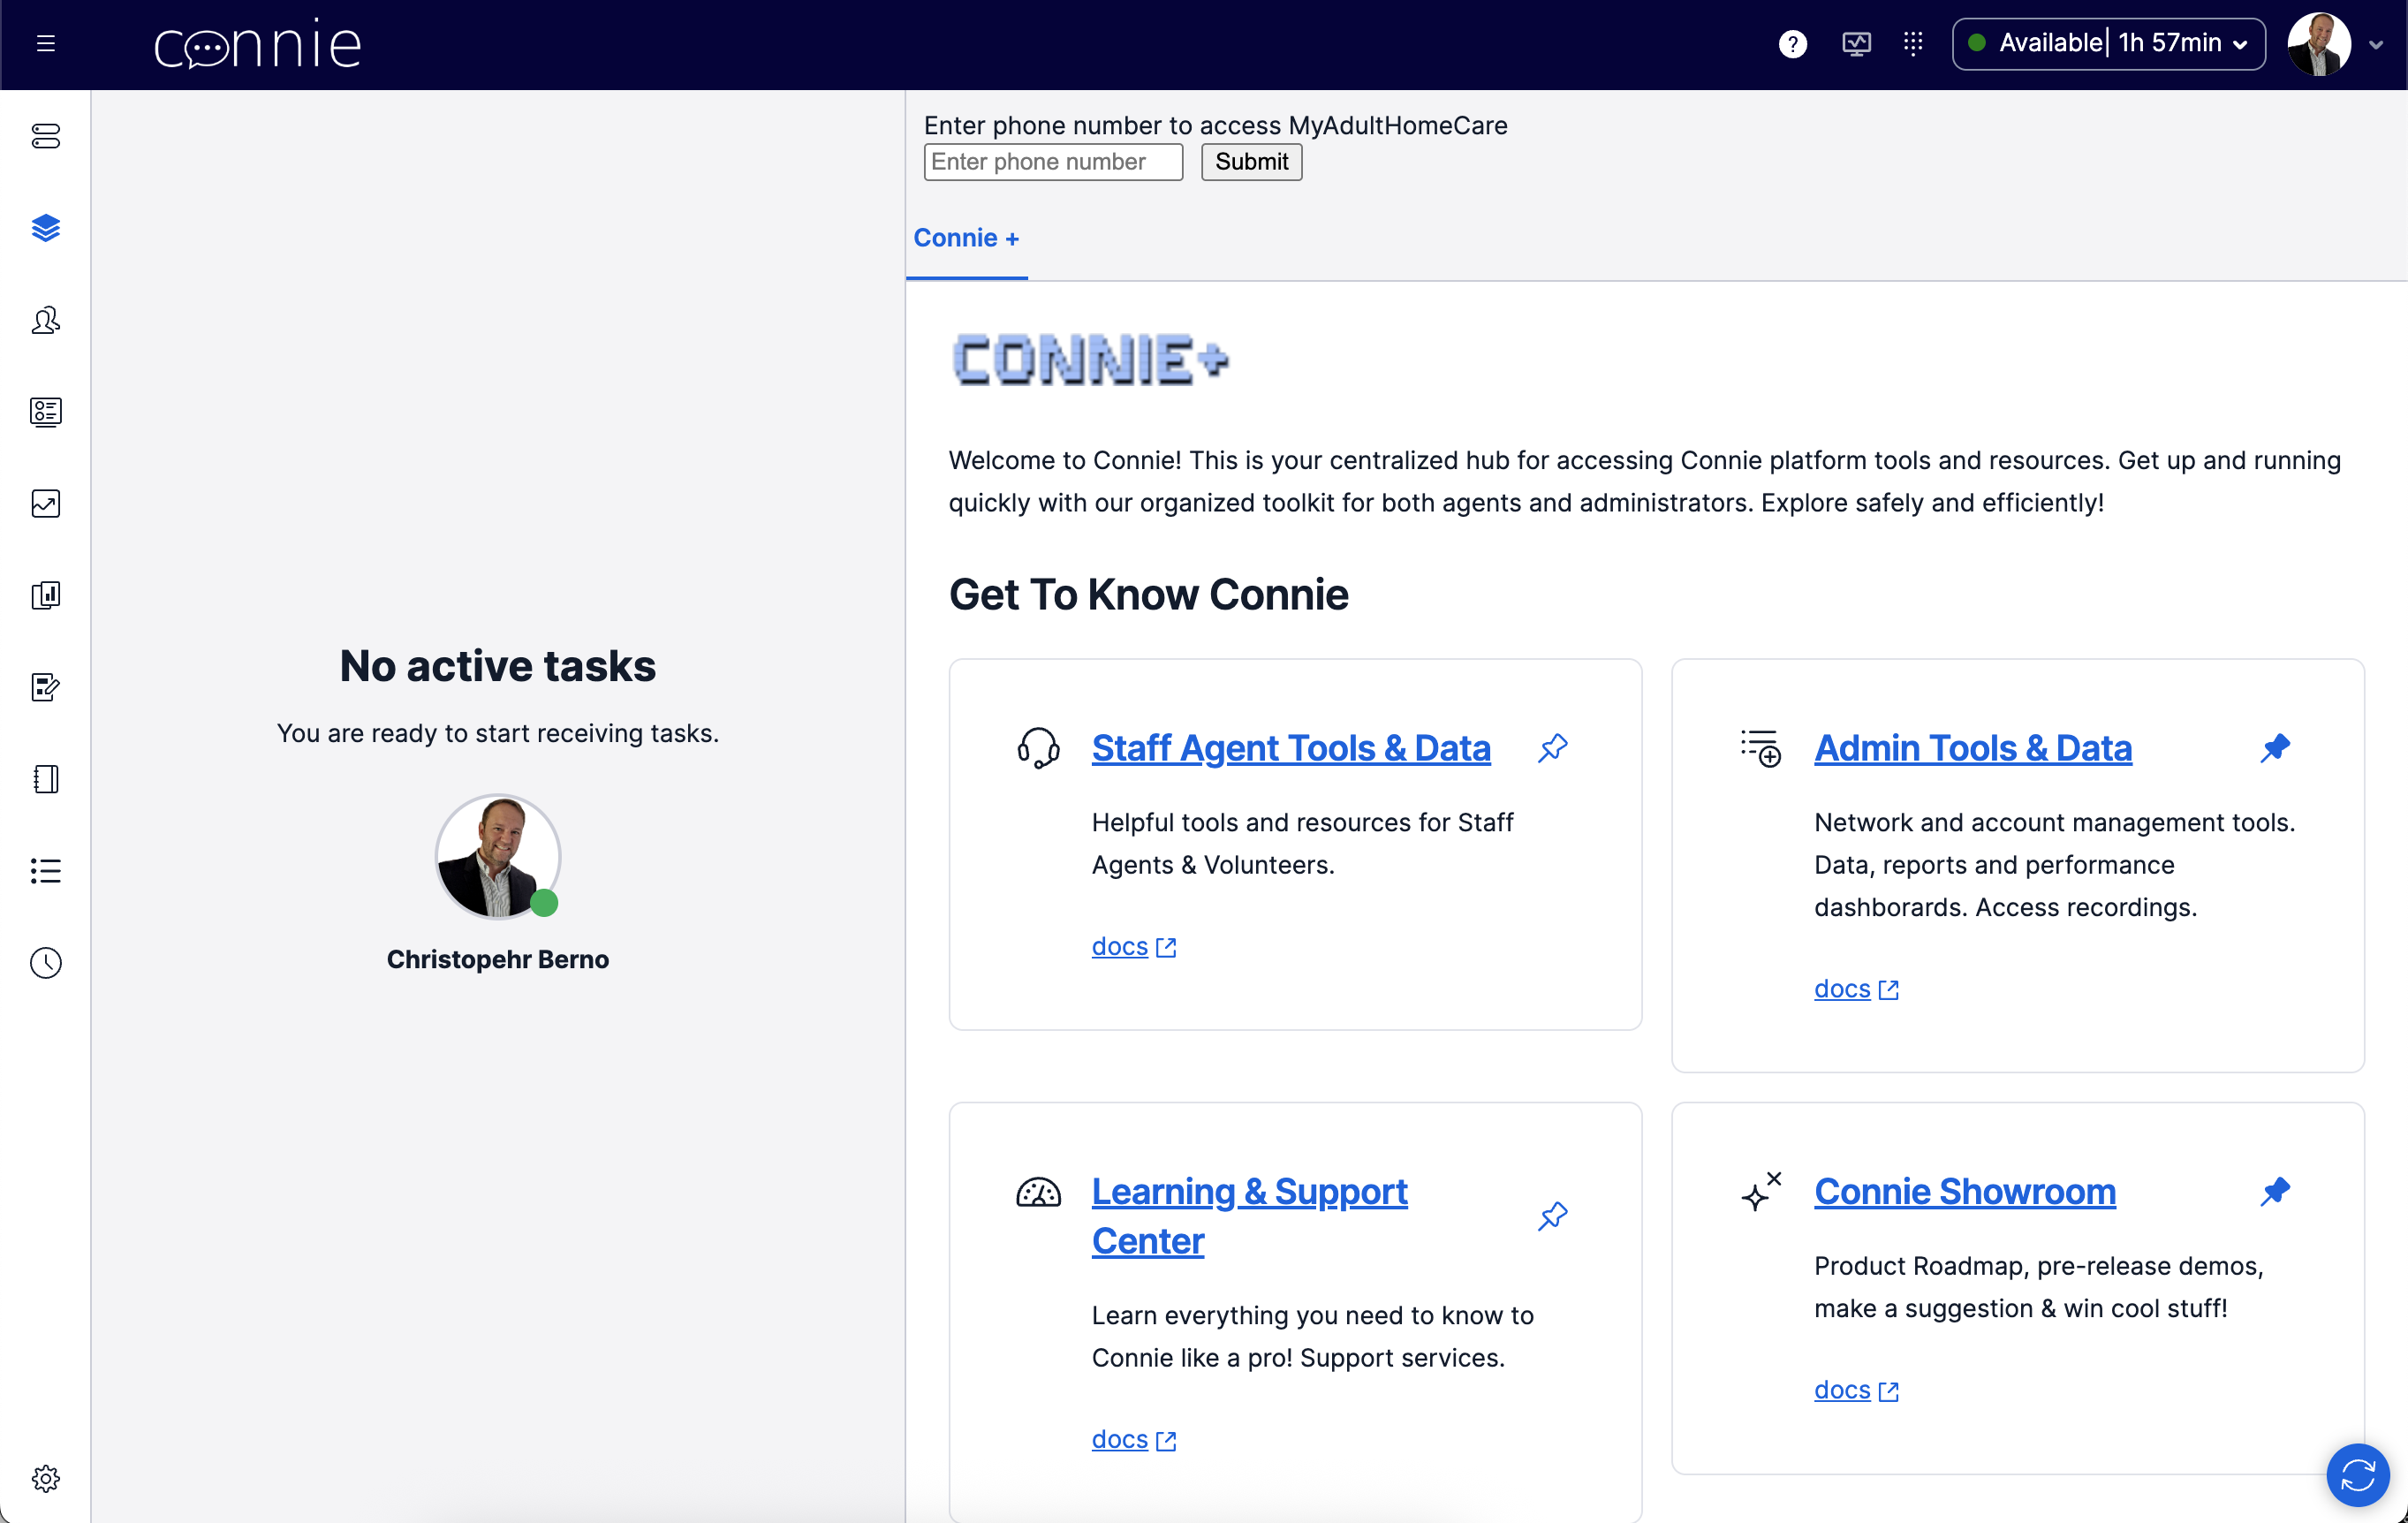 connie
?
Available| 1h 57min
Enter phone number to access MyAdultHomeCare
Enter phone number
Submit
Connie +
CONNIE+
Welcome to Connie! This is your centralized hub for accessing Connie platform tools and resources. Get up and running
quickly with our organized toolkit for both agents and administrators. Explore safely and efficiently!
Get To Know Connie
No active tasks
You are ready to start receiving tasks.
Christopehr Berno
Staff Agent Tools & Data
Helpful tools and resources for Staff
Agents & Volunteers.
docs
Admin Tools & Data
Network and account management tools.
Data, reports and performance
dashborards. Access recordings.
docs
Learning & Support
Center
Learn everything you need to know to
Connie like a pro! Support services.
docs
Connie Showroom
Product Roadmap, pre-release demos,
make a suggestion & win cool stuff!
docs